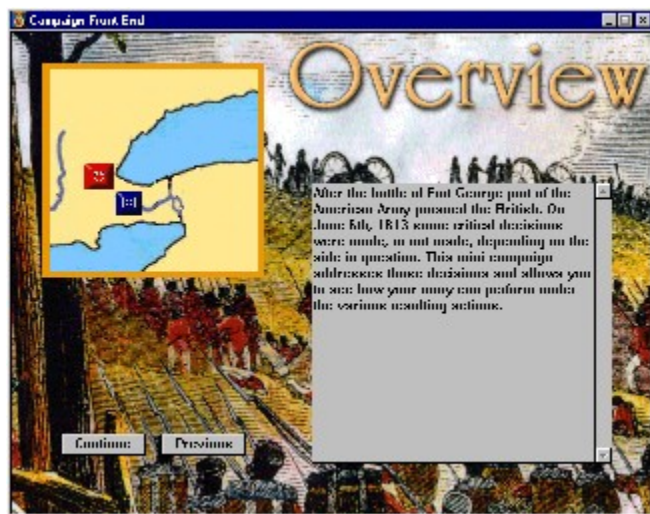 Campaign Front End
Overview
After the battle of Fort George part of the
American Army pursued the British. On
June 5th, 1813 some critical decisions
were made, or not made, depending on the
side in question. This mini campaign
addresses those decisions and allows you
to see how your army can perform under
the various resulting actions.
Continue
Previous